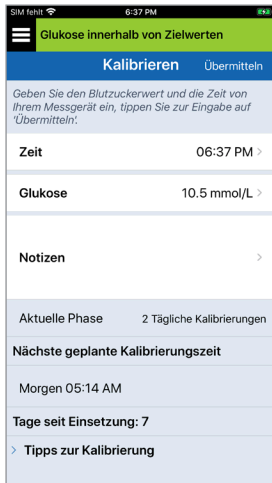 SIM fehlt 6:37 PM
Glukose innerhalb von Zielwerten
Kalibrieren Übermitteln
Geben Sie den Blutzuckerwert und die Zeit von
Ihrem Messgerät ein, tippen Sie zur Eingabe auf
'Übermitteln'.
Zeit 06:37 PM >
Glukose 10.5 mmol/L >
Notizen >
Aktuelle Phase 2 Tägliche Kalibrierungen
Nächste geplante Kalibrierungszeit
Morgen 05:14 AM
Tage seit Einsetzung: 7
> Tipps zur Kalibrierung